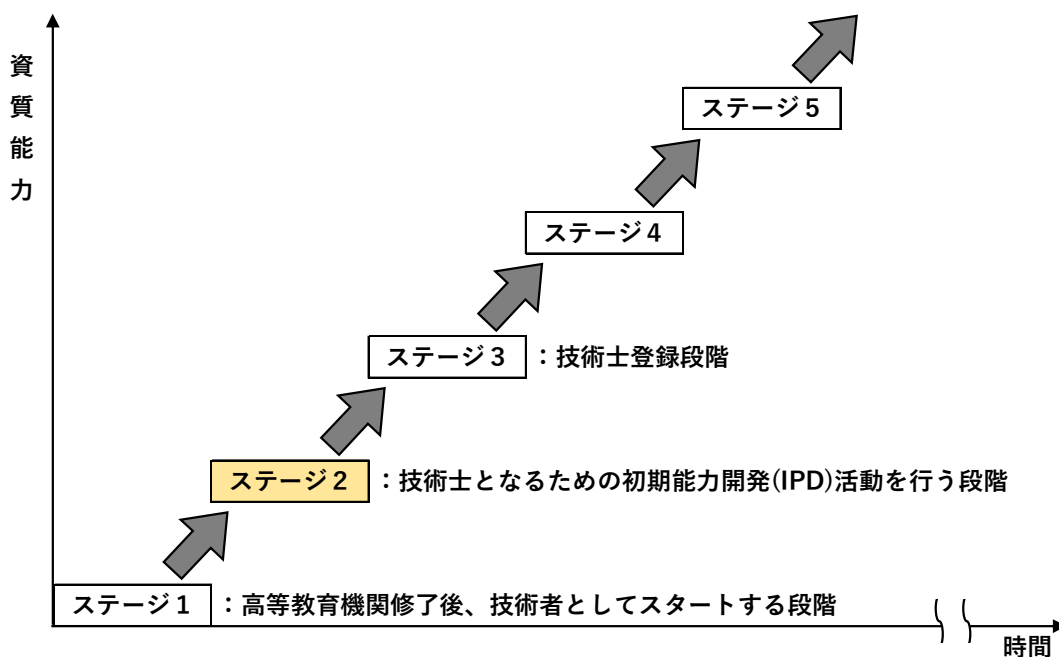 資質能力
ステージ5
ステージ4
ステージ3 ：技術士登録段階
ステージ2 ：技術士となるための初期能力開発(IPD)活動を行う段階
ステージ1 ：高等教育機関修了後、技術者としてスタートする段階
時間